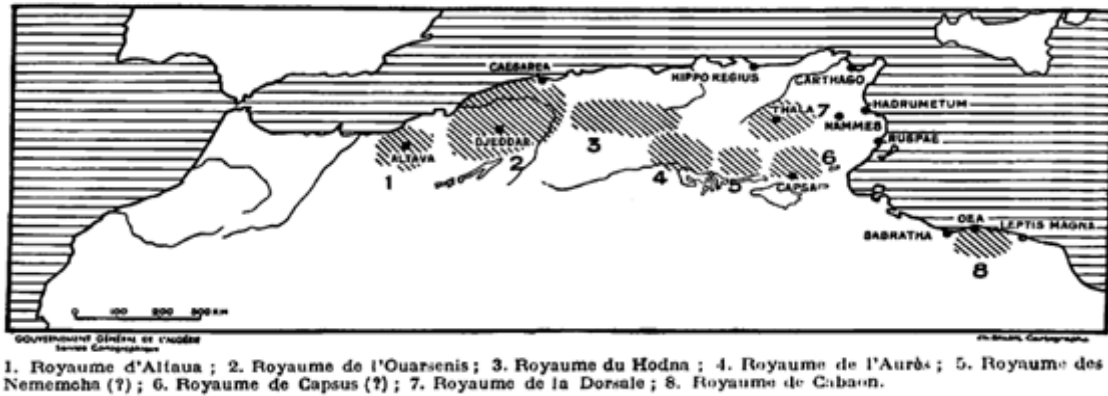 CAESAREA
HIPPO REGIUS
CARTHAGO
HADRUMETUM
THALA 7
MAMMES
RUSPAE
DJEDDAR
ALTAVA
1
2
3
4
5
6
CAPSA
OEA
LEPTIS MAGNA
SABRATHA
8
0 100 200 300 KM
GOUVERNEMENT GÉNÉRAL DE L'ALGÉRIE
Service Cartographique
Cartographe
1. Royaume d'Altaua ; 2. Royaume de l'Ouarsenis ; 3. Royaume du Hodna ; 4. Royaume de l'Aurès ; 5. Royaume des
Nememcha (?) ; 6. Royaume de Capsus (?) ; 7. Royaume de la Dorsale ; 8. Royaume de Cabaon.